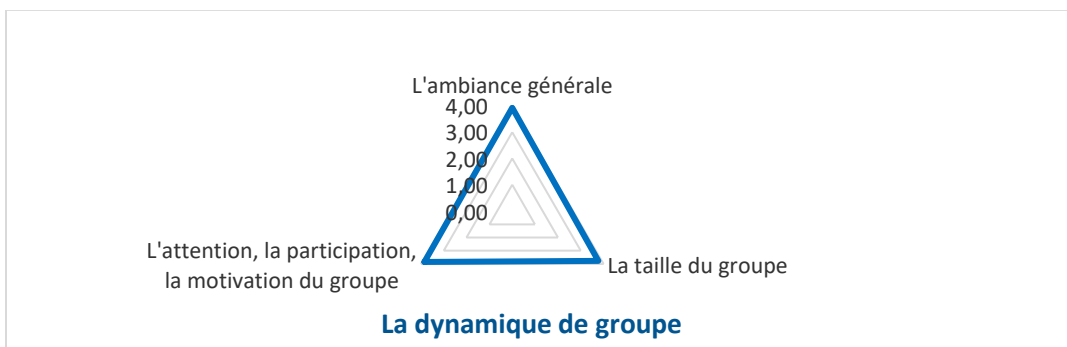 L'ambiance générale
4,00
3,00
2,00
1,00
0,00
L'attention, la participation,
la motivation du groupe
La taille du groupe
La dynamique de groupe